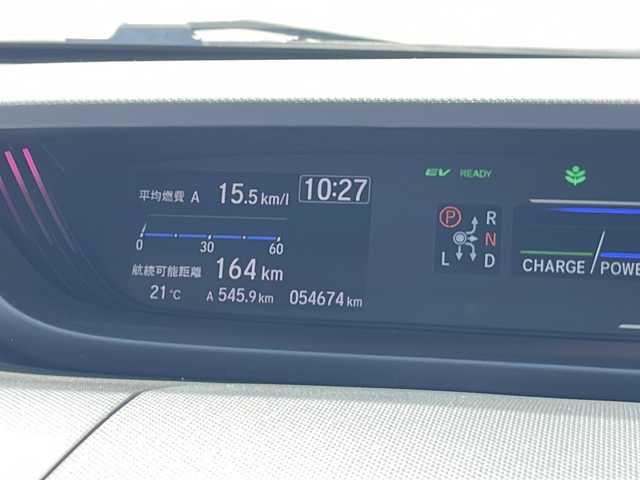 平均燃費 A 15.5 km/l 10:27
0 30 60
航続可能距離 164 km
21 ℃ A 545.9 km 054674 km
EV READY
P R
N
L D
CHARGE POWE